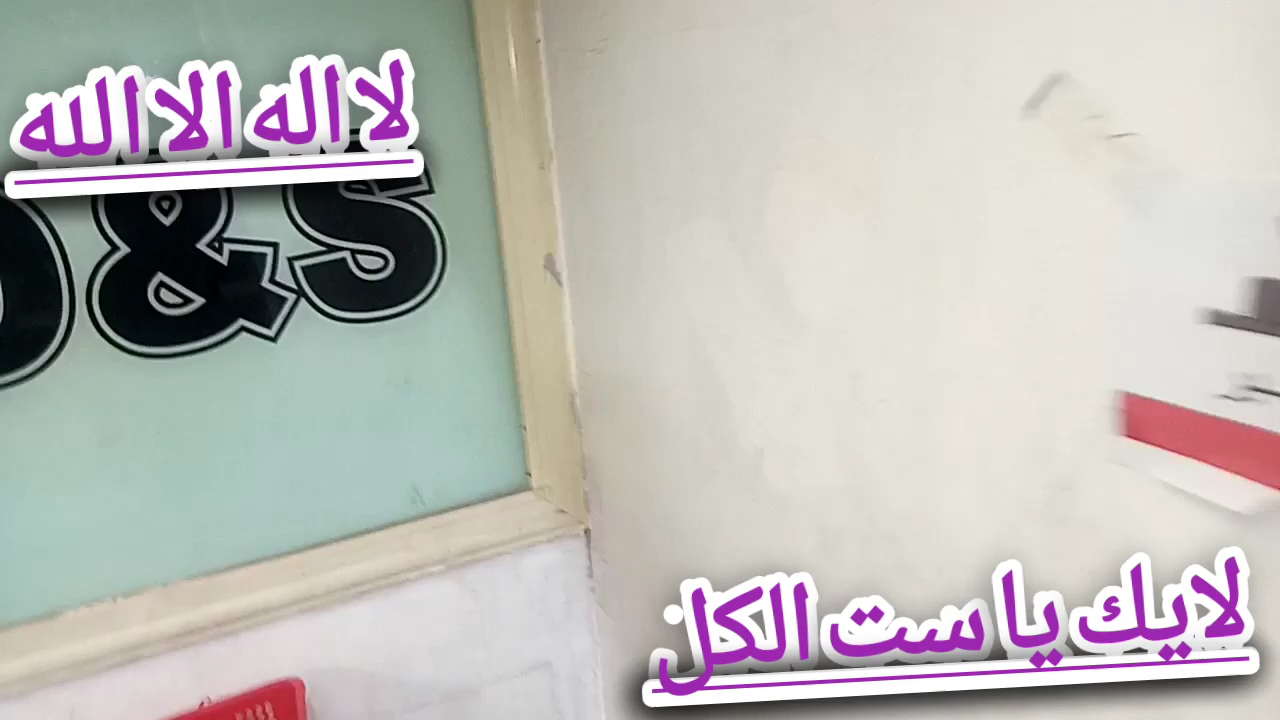 لا اله الا الله
& S
لايك يا ست الكل